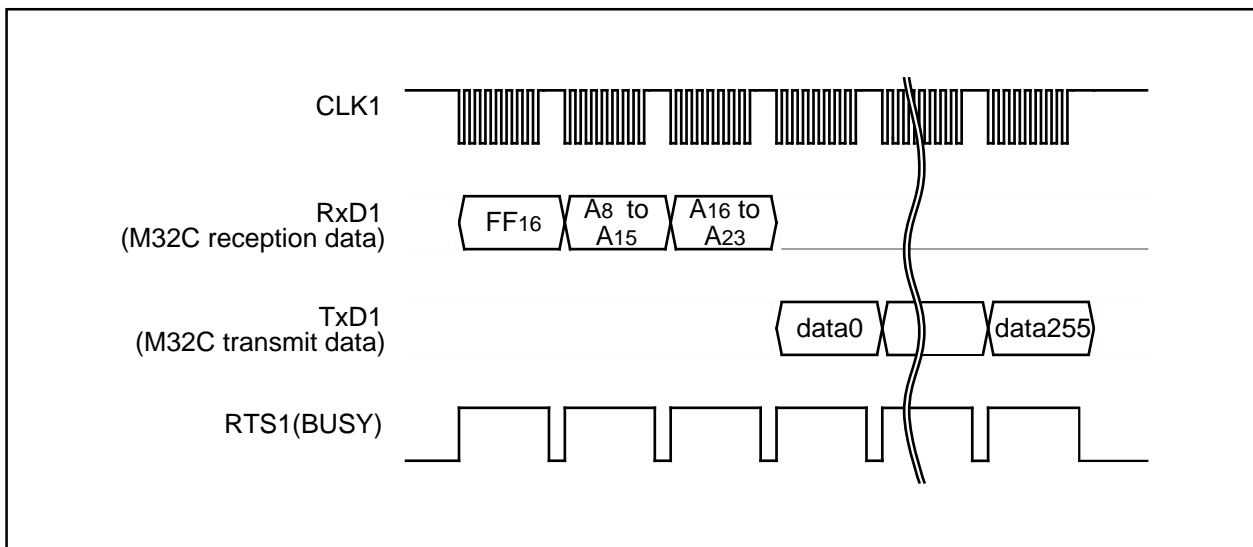 CLK1
RxD1
(M32C reception data)
FF16
A8 to
A15
A16 to
A23
TxD1
(M32C transmit data)
data0
data255
RTS1(BUSY)